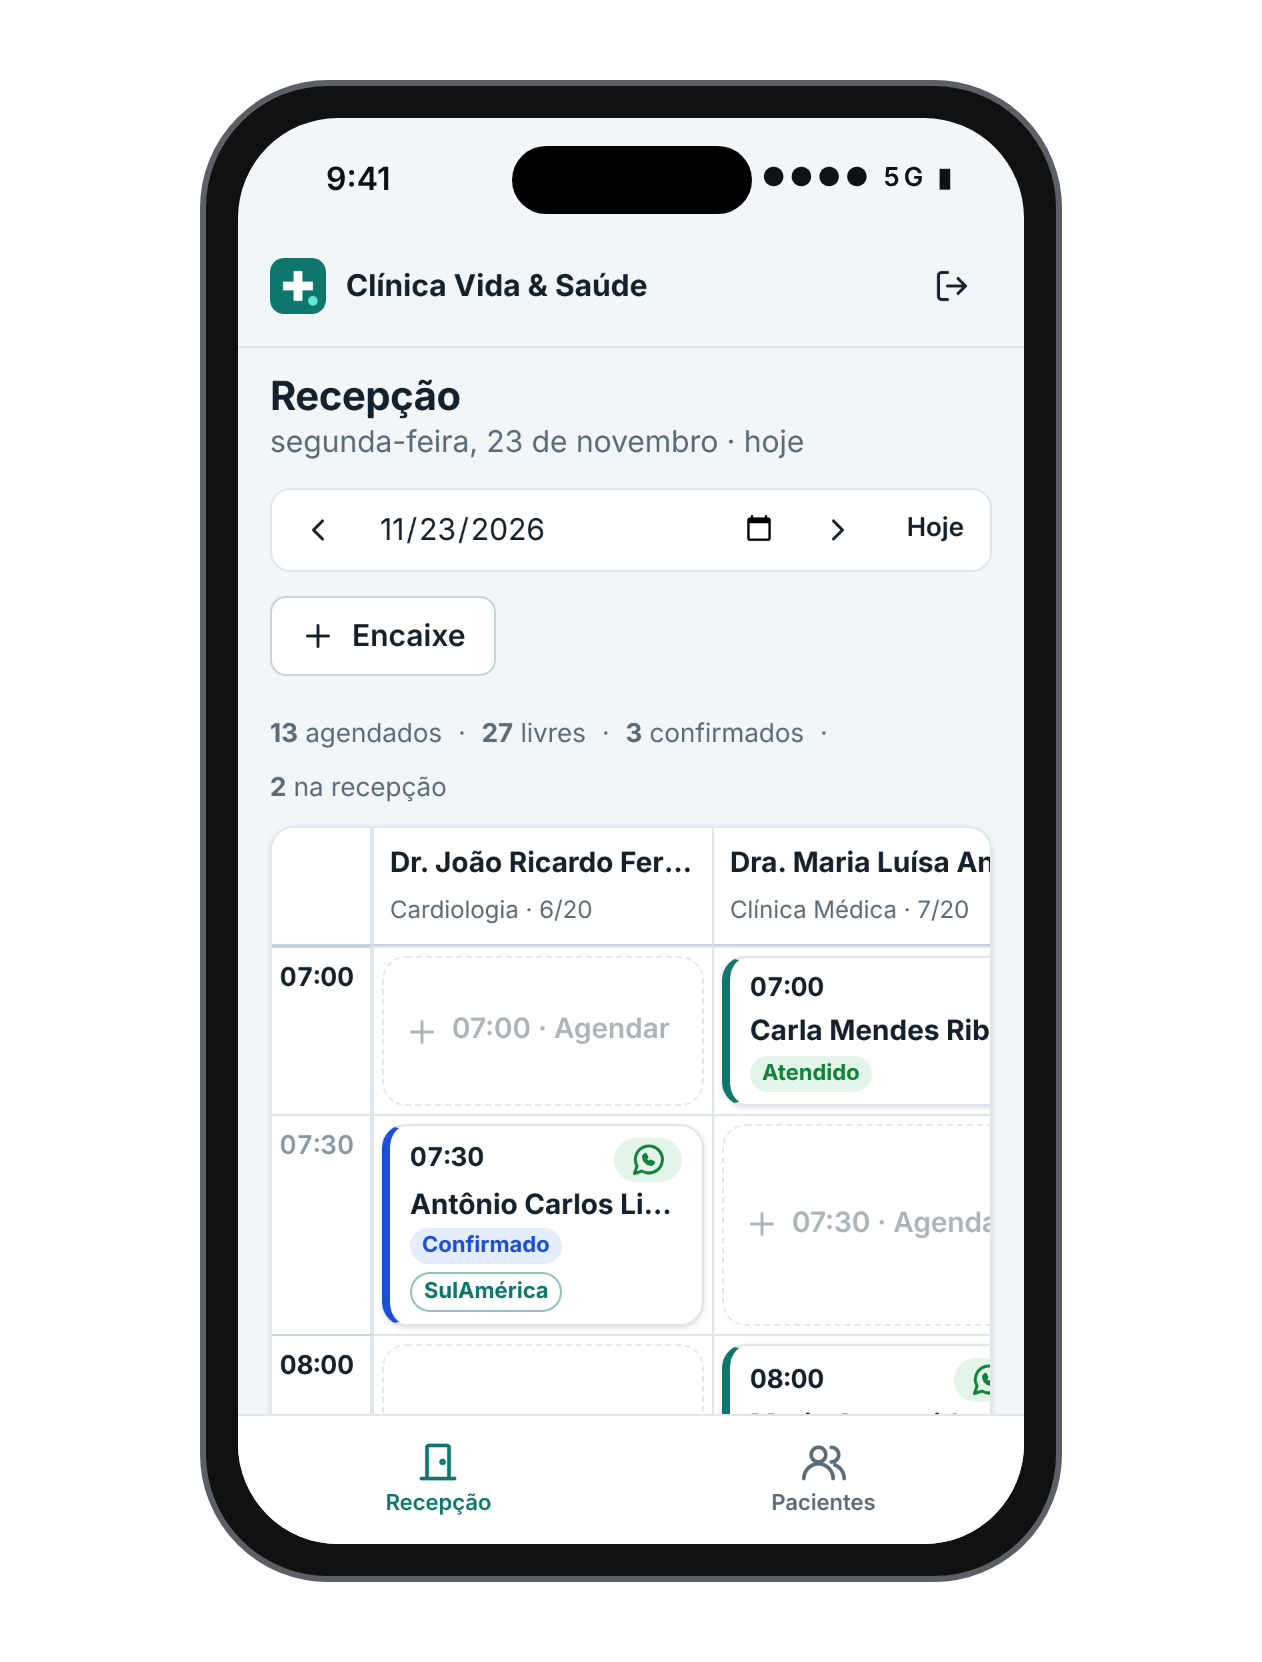 9:41
5G
Clínica Vida & Saúde
Recepção
segunda-feira, 23 de novembro · hoje
11/23/2026
Hoje
+ Encaixe
13 agendados · 27 livres · 3 confirmados ·
2 na recepção
Dr. João Ricardo Fer...
Cardiologia · 6/20
Dra. Maria Luísa An
Clínica Médica · 7/20
07:00
+ 07:00 · Agendar
07:00
Carla Mendes Rib
Atendido
07:30
07:30
Antônio Carlos Li...
Confirmado
SulAmérica
+ 07:30 · Agenda
08:00
08:00
Recepção
Pacientes